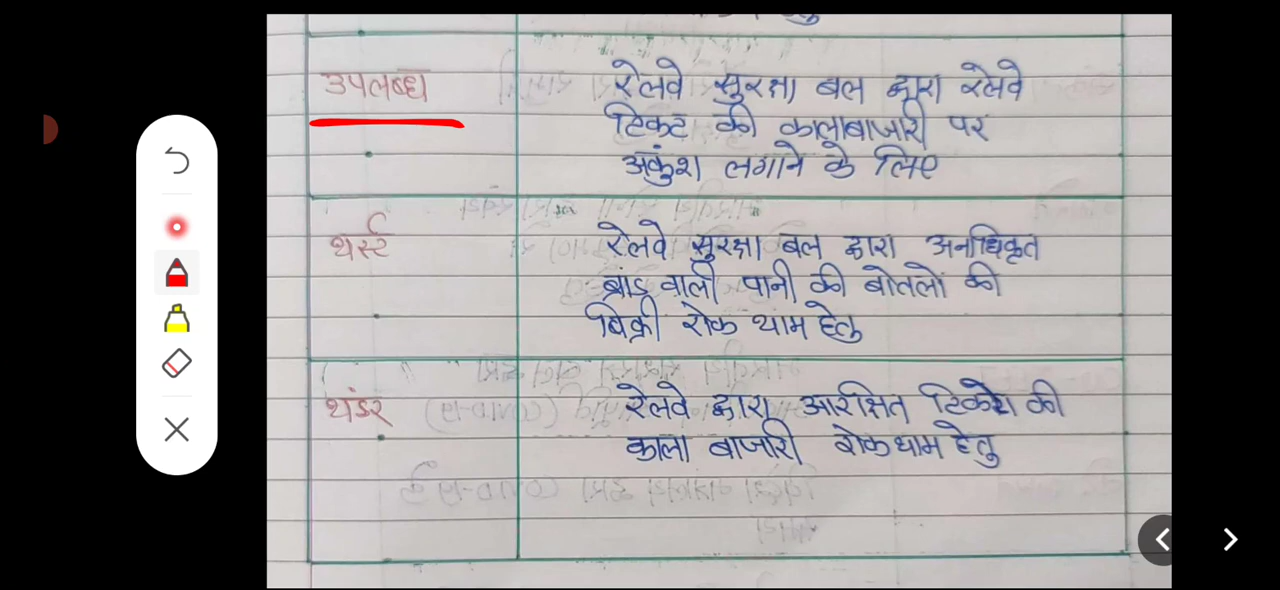 उपलब्ध
रेलवे सुरक्षा बल द्वारा रेलवे
टिकट की कालाबाजारी पर
अंकुश लगाने के लिए
थर्स्ट
रेलवे सुरक्षा बल द्वारा अनधिकृत
ब्रांड वाली पानी की बोतलों की
बिक्री रोक थाम हेतु
थंडर
रेलवे द्वारा आरक्षित टिकटो की
काला बाजारी रोकथाम हेतु